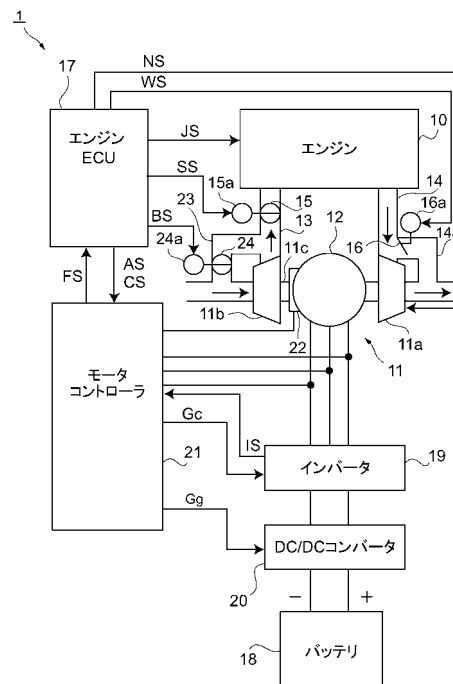 1
17
NS
WS
10
エンジン
ECU
JS
エンジン
SS
15
14
16a
15a
23
13
12
BS
24
24a
11c
16
14a
FS
AS
CS
11b
22
11a
11
モータ
コントローラ
IS
Gc
19
インバータ
21
Gg
DC/DCコンバータ
20
−
+
18
バッテリ